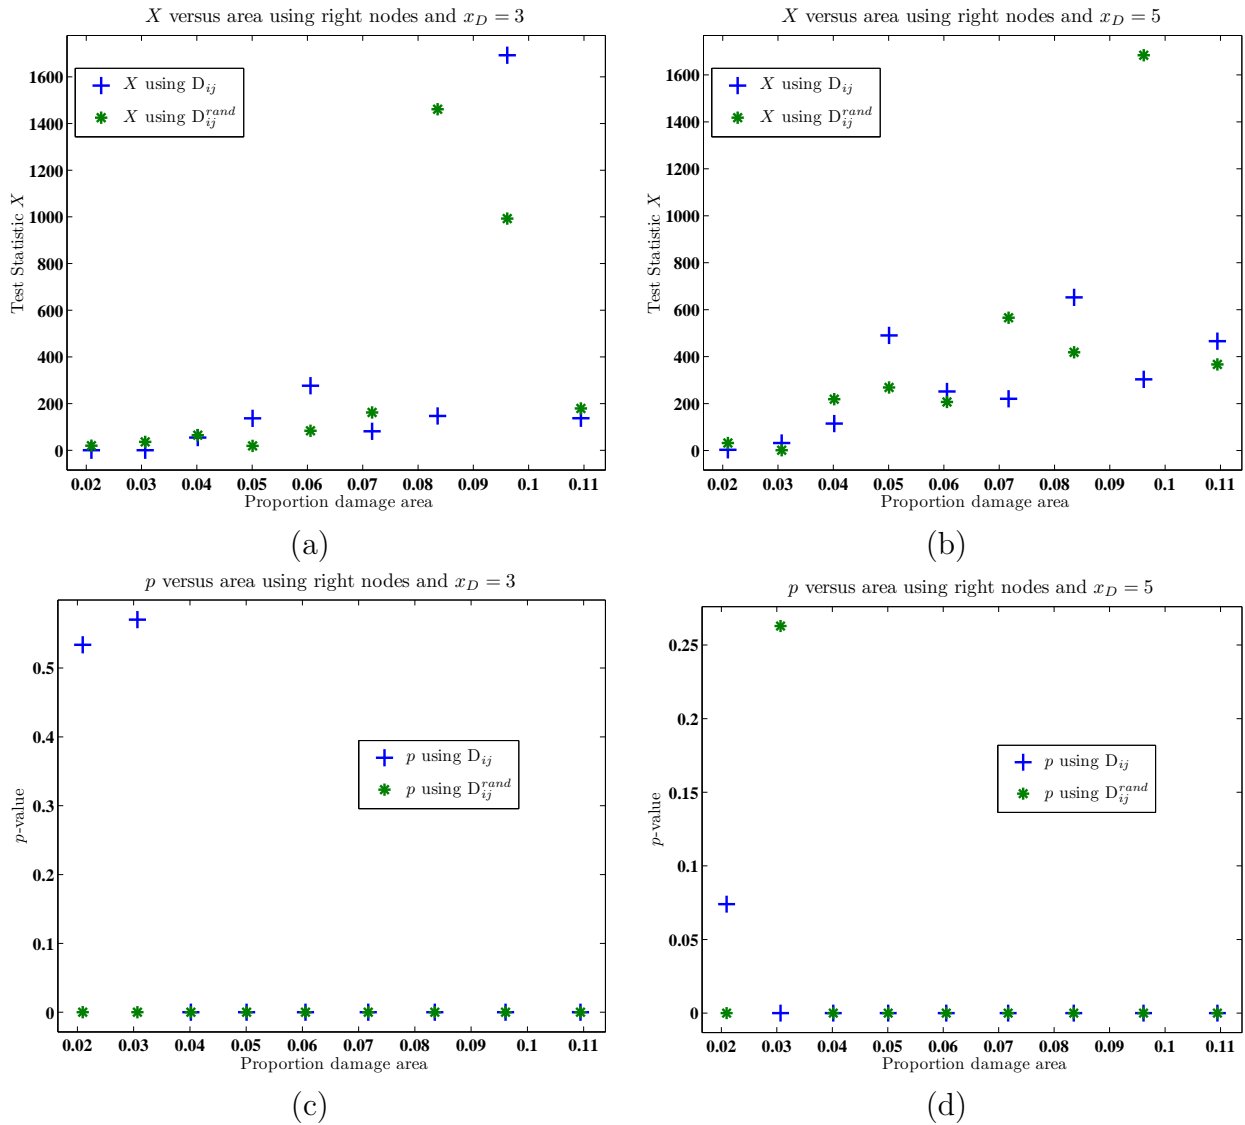 X versus area using right nodes and x_D = 3
1600
1400
1200
1000
800
600
400
200
0
Test Statistic X
X using D_ij
X using D_ij^rand
0.02 0.03 0.04 0.05 0.06 0.07 0.08 0.09 0.1 0.11
Proportion damage area
(a)
X versus area using right nodes and x_D = 5
1600
1400
1200
1000
800
600
400
200
0
Test Statistic X
X using D_ij
X using D_ij^rand
0.02 0.03 0.04 0.05 0.06 0.07 0.08 0.09 0.1 0.11
Proportion damage area
(b)
p versus area using right nodes and x_D = 3
0.5
0.4
0.3
0.2
0.1
0
p-value
p using D_ij
p using D_ij^rand
0.02 0.03 0.04 0.05 0.06 0.07 0.08 0.09 0.1 0.11
Proportion damage area
(c)
p versus area using right nodes and x_D = 5
0.25
0.2
0.15
0.1
0.05
0
p-value
p using D_ij
p using D_ij^rand
0.02 0.03 0.04 0.05 0.06 0.07 0.08 0.09 0.1 0.11
Proportion damage area
(d)